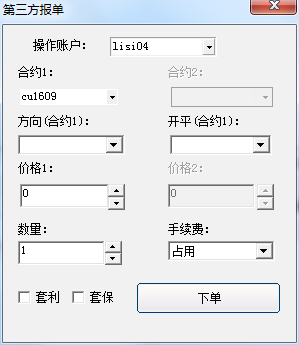 第三方报单
操作账户: lisi04
合约1: 合约2:
cu1609
方向(合约1): 开平(合约1):
价格1: 价格2:
0 0
数量: 手续费:
1 占用
套利 套保 下单